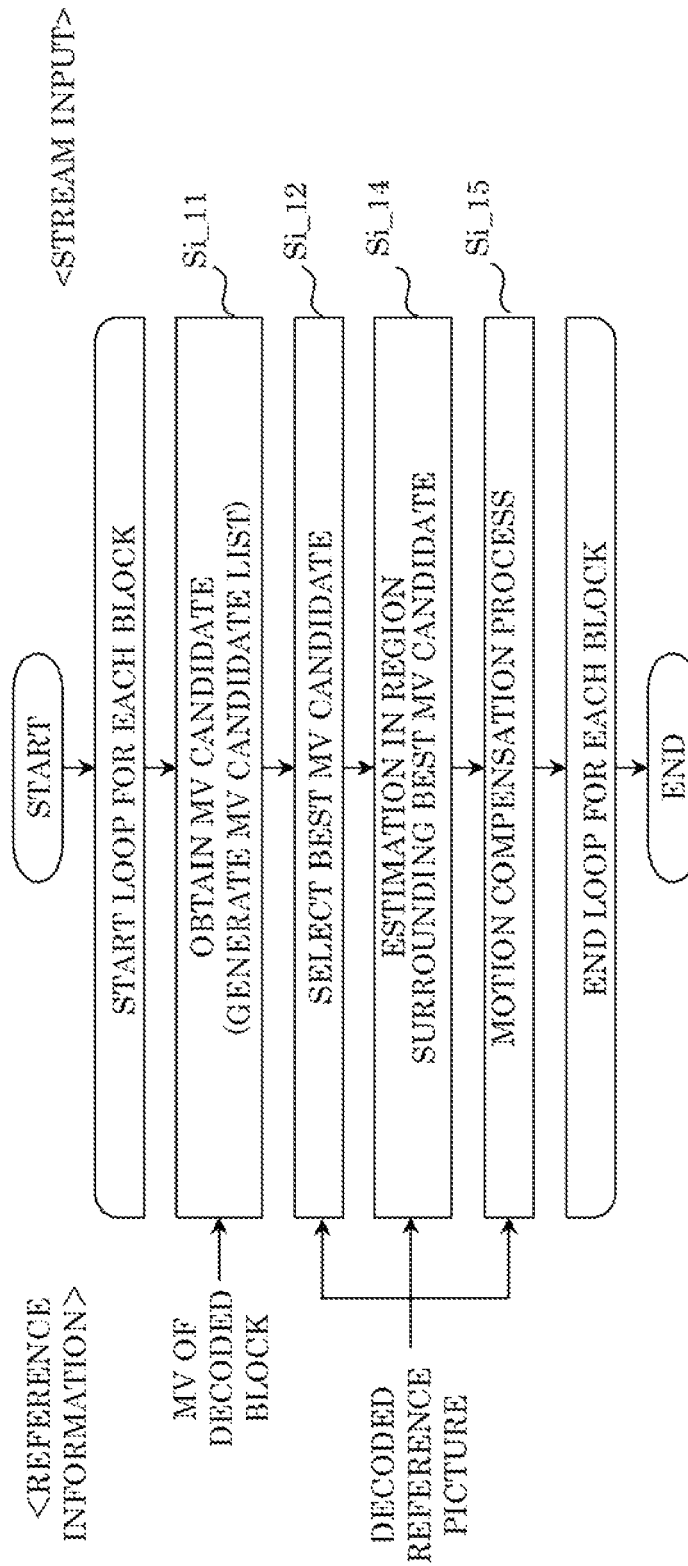 <REFERENCE
INFORMATION>
<STREAM INPUT>
START
START LOOP FOR EACH BLOCK
MV OF
DECODED
BLOCK
OBTAIN MV CANDIDATE
(GENERATE MV CANDIDATE LIST)
Si_11
SELECT BEST MV CANDIDATE
Si_12
DECODED
REFERENCE
PICTURE
ESTIMATION IN REGION
SURROUNDING BEST MV CANDIDATE
Si_14
MOTION COMPENSATION PROCESS
Si_15
END LOOP FOR EACH BLOCK
END